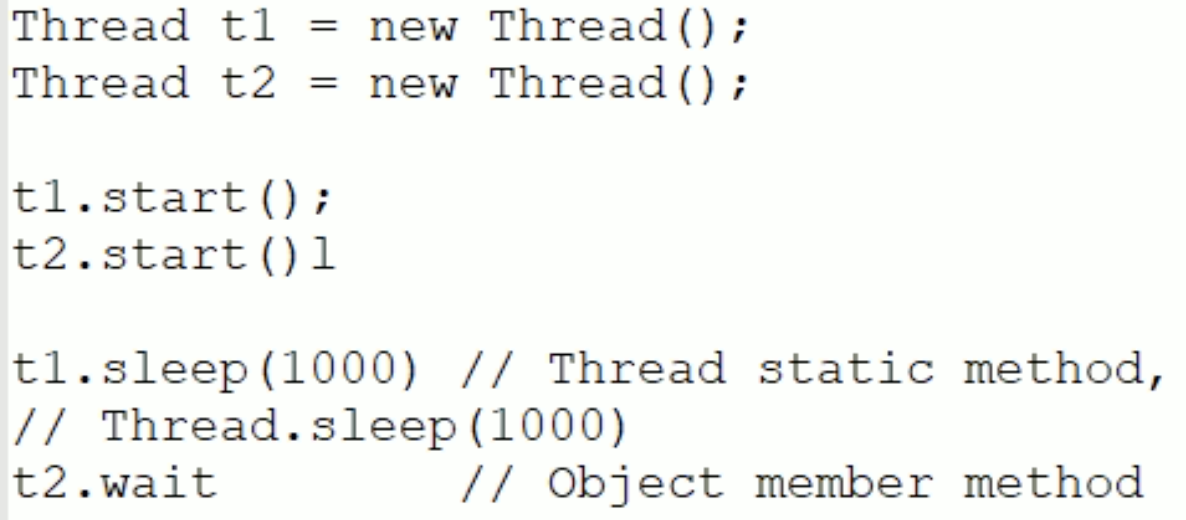 Thread t1 = new Thread();
Thread t2 = new Thread();
t1.start();
t2.start()l
t1.sleep(1000) // Thread static method,
// Thread.sleep(1000)
t2.wait // Object member method